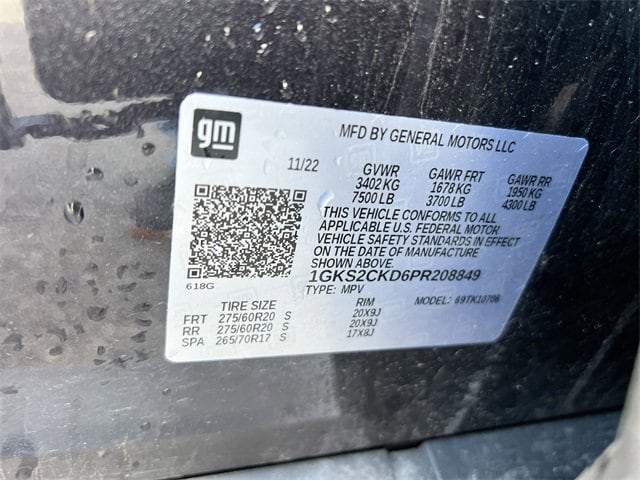 gm
MFD BY GENERAL MOTORS LLC
11/22 GVWR GAWR FRT GAWR RR
3402 KG 1678 KG 1950 KG
7500 LB 3700 LB 4300 LB
THIS VEHICLE CONFORMS TO ALL
APPLICABLE U.S. FEDERAL MOTOR
VEHICLE SAFETY STANDARDS IN EFFECT
ON THE DATE OF MANUFACTURE
SHOWN ABOVE.
1GKS2CKD6PR208849
618G TYPE: MPV MODEL: 69TK10706
TIRE SIZE RIM
FRT 275/60R20 S 20X9J
RR 275/60R20 S 20X9J
SPA 265/70R17 S 17X8J